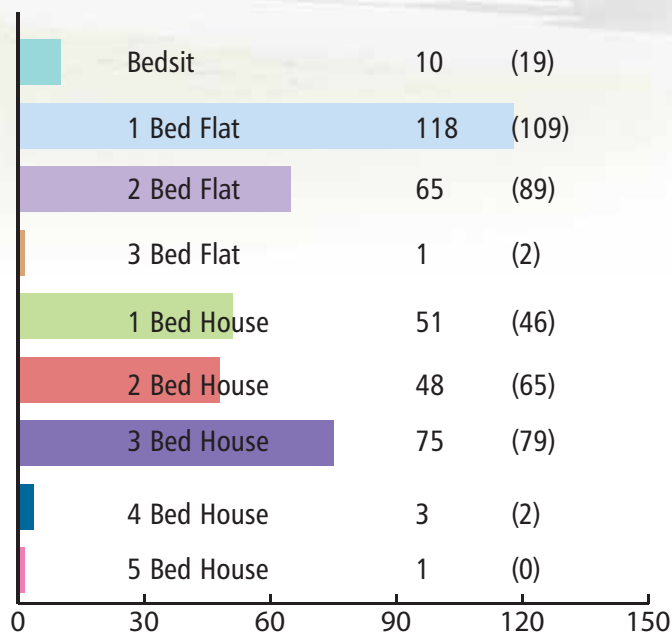 Bedsit 10 (19)
1 Bed Flat 118 (109)
2 Bed Flat 65 (89)
3 Bed Flat 1 (2)
1 Bed House 51 (46)
2 Bed House 48 (65)
3 Bed House 75 (79)
4 Bed House 3 (2)
5 Bed House 1 (0)
0 30 60 90 120 150